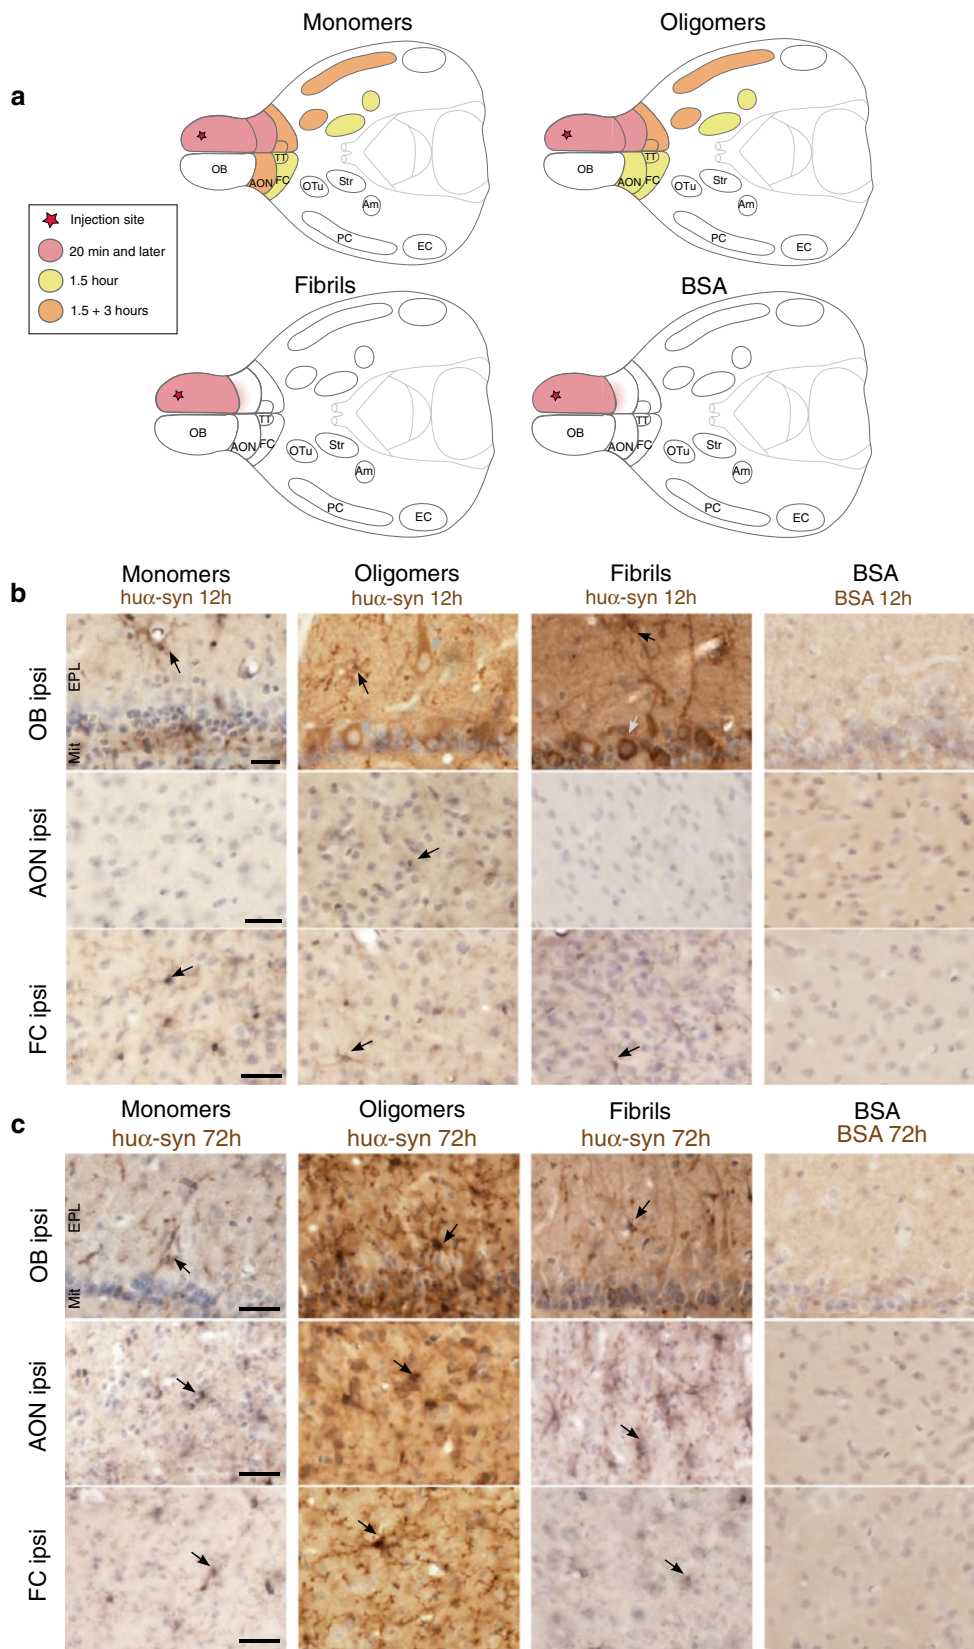 Monomers
Oligomers
a
OB
AON
TT
FC
OTu
Str
Am
PC
EC
OB
AON
TT
FC
OTu
Str
Am
PC
EC
Injection site
20 min and later
1.5 hour
1.5 + 3 hours
Fibrils
BSA
OB
AON
TT
FC
OTu
Str
Am
PC
EC
OB
AON
TT
FC
OTu
Str
Am
PC
EC
b
Monomers
huα-syn 12h
Oligomers
huα-syn 12h
Fibrils
huα-syn 12h
BSA
BSA 12h
OB ipsi
EPL
Mit
AON ipsi
FC ipsi
c
Monomers
huα-syn 72h
Oligomers
huα-syn 72h
Fibrils
huα-syn 72h
BSA
BSA 72h
OB ipsi
EPL
Mit
AON ipsi
FC ipsi